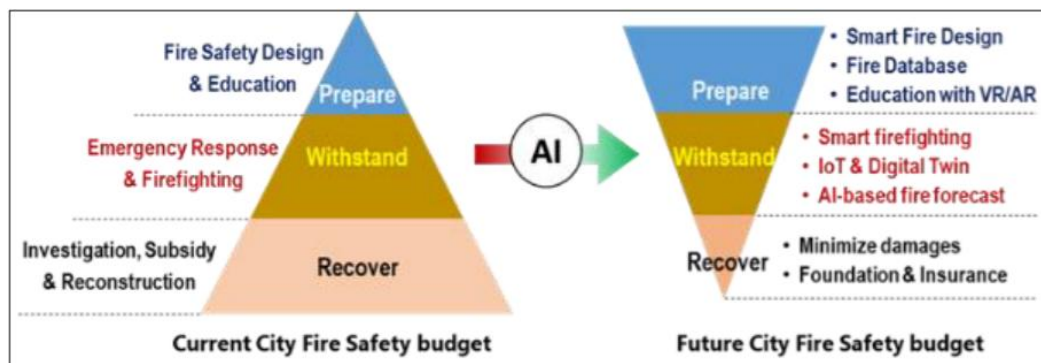 Fire Safety Design
& Education
Prepare
Emergency Response
& Firefighting
Withstand
Investigation, Subsidy
& Reconstruction
Recover
Current City Fire Safety budget
AI
Prepare
• Smart Fire Design
• Fire Database
• Education with VR/AR
Withstand
• Smart firefighting
• IoT & Digital Twin
• AI-based fire forecast
Recover
• Minimize damages
• Foundation & Insurance
Future City Fire Safety budget